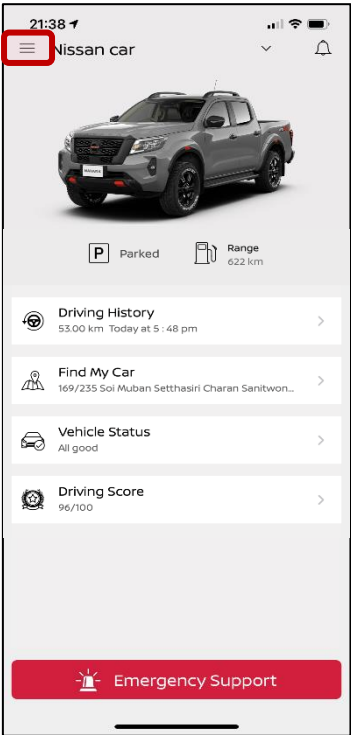 21:38
Nissan car
NAVARA
P Parked
Range
622 km
Driving History
53.00 km Today at 5 : 48 pm
Find My Car
169/235 Soi Muban Setthasiri Charan Sanitwon...
Vehicle Status
All good
Driving Score
96/100
Emergency Support